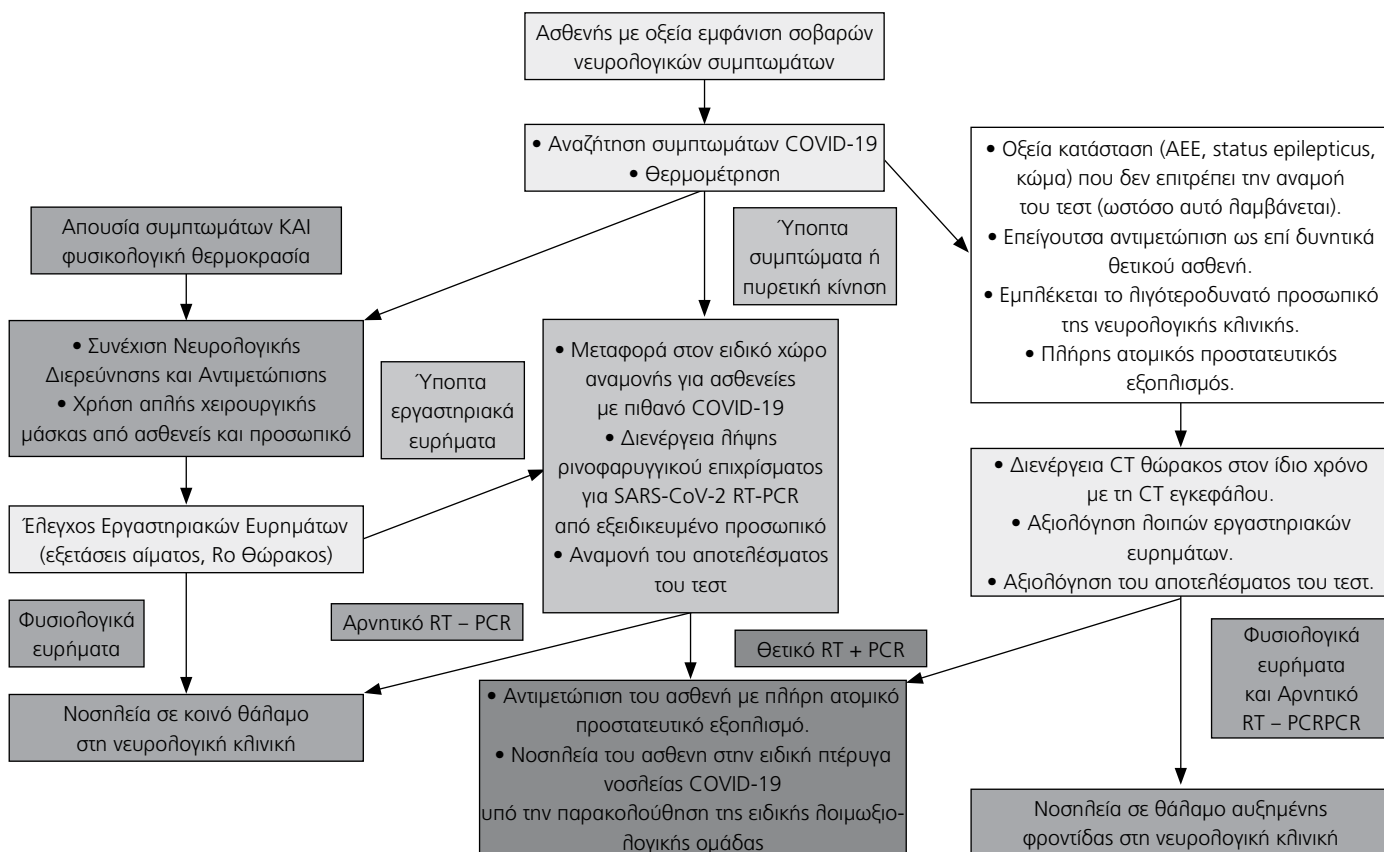 Ασθενής με οξεία εμφάνιση σοβαρών
νευρολογικών συμπτωμάτων
• Αναζήτηση συμπτωμάτων COVID-19
• Θερμομέτρηση
• Οξεία κατάσταση (ΑΕΕ, status epilepticus,
κώμα) που δεν επιτρέπει την αναμοή
του τεστ (ωστόσο αυτό λαμβάνεται).
• Επείγουτσα αντιμετώπιση ως επί δυνητικά
θετικού ασθενή.
• Εμπλέκεται το λιγότεροδυνατό προσωπικό
της νευρολογικής κλινικής.
• Πλήρης ατομικός προστατευτικός
εξοπλισμός.
Απουσία συμπτωμάτων ΚΑΙ
φυσικολογική θερμοκρασία
Ύποπτα
συμπτώματα ή
πυρετική κίνηση
• Συνέχιση Νευρολογικής
Διερεύνησης και Αντιμετώπισης
• Χρήση απλής χειρουργικής
μάσκας από ασθενείς και προσωπικό
Ύποπτα
εργαστηριακά
ευρήματα
• Μεταφορά στον ειδικό χώρο
αναμονής για ασθενείες
με πιθανό COVID-19
• Διενέργεια λήψης
ρινοφαρυγγικού επιχρίσματος
για SARS-CoV-2 RT-PCR
από εξειδικευμένο προσωπικό
• Αναμονή του αποτελέσματος
του τεστ
• Διενέργεια CT θώρακος στον ίδιο χρόνο
με τη CT εγκεφάλου.
• Αξιολόγηση λοιπών εργαστηριακών
ευρημάτων.
• Αξιολόγηση του αποτελέσματος του τεστ.
Έλεγχος Εργαστηριακών Ευρημάτων
(εξετάσεις αίματος, Ro Θώρακος)
Φυσιολογικά
ευρήματα
Αρνητικό RT – PCR
Θετικό RT + PCR
Φυσιολογικά
ευρήματα
και Αρνητικό
RT – PCRPCR
Νοσηλεία σε κοινό θάλαμο
στη νευρολογική κλινική
• Αντιμετώπιση του ασθενή με πλήρη ατομικό
προστατευτικό εξοπλισμό.
• Νοσηλεία του ασθενη στην ειδική πτέρυγα
νοσλείας COVID-19
υπό την παρακολούθηση της ειδικής λοιμωξιο-
λογικής ομάδας
Νοσηλεία σε θάλαμο αυξημένης
φροντίδας στη νευρολογική κλινική